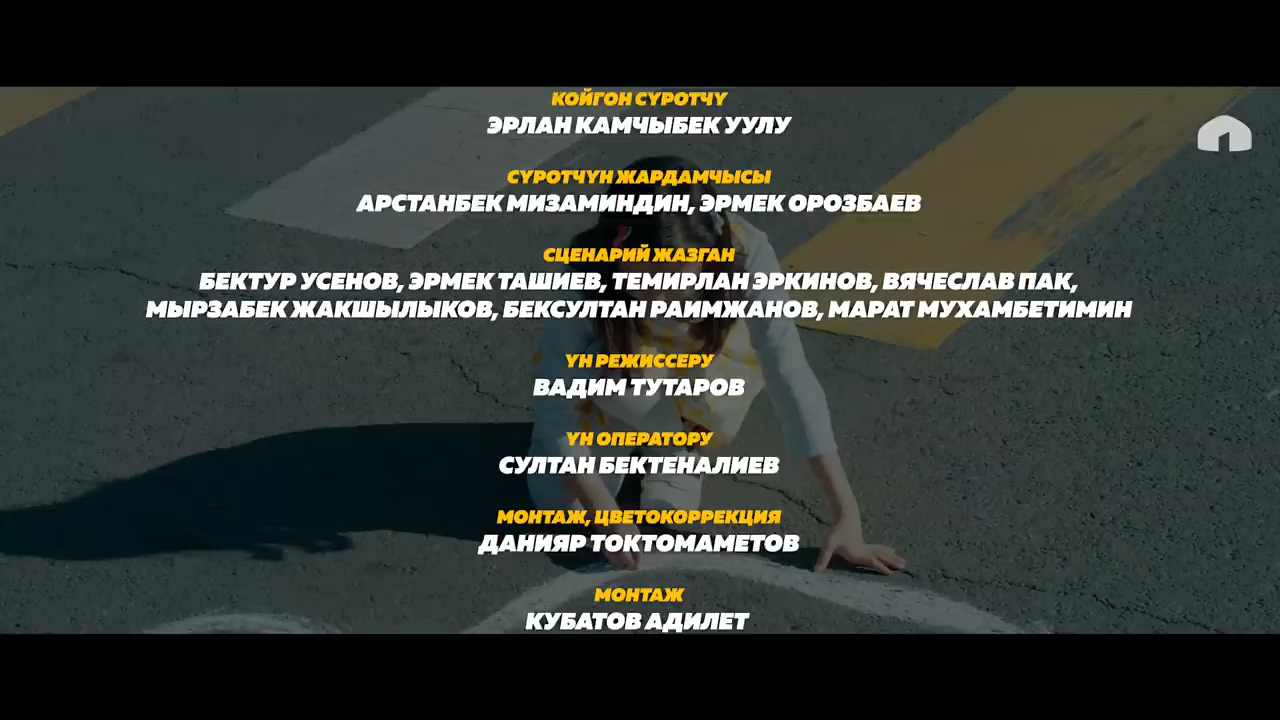 КОЙГОН СҮРОТЧҮ
ЭРЛАН КАМЧЫБЕК УУЛУ
СҮРОТЧҮН ЖАРДАМЧЫСЫ
АРСТАНБЕК МИЗАМИНДИН, ЭРМЕК ОРОЗБАЕВ
СЦЕНАРИЙ ЖАЗГАН
БЕКТУР УСЕНОВ, ЭРМЕК ТАШИЕВ, ТЕМИРЛАН ЭРКИНОВ, ВЯЧЕСЛАВ ПАК,
МЫРЗАБЕК ЖАКШЫЛЫКОВ, БЕКСУЛТАН РАИМЖАНОВ, МАРАТ МУХАМБЕТИМИН
ҮН РЕЖИССЕРУ
ВАДИМ ТУТАРОВ
ҮН ОПЕРАТОРУ
СУЛТАН БЕКТЕНАЛИЕВ
МОНТАЖ, ЦВЕТОКОРРЕКЦИЯ
ДАНИЯР ТОКТОМАМЕТОВ
МОНТАЖ
КУБАТОВ АДИЛЕТ